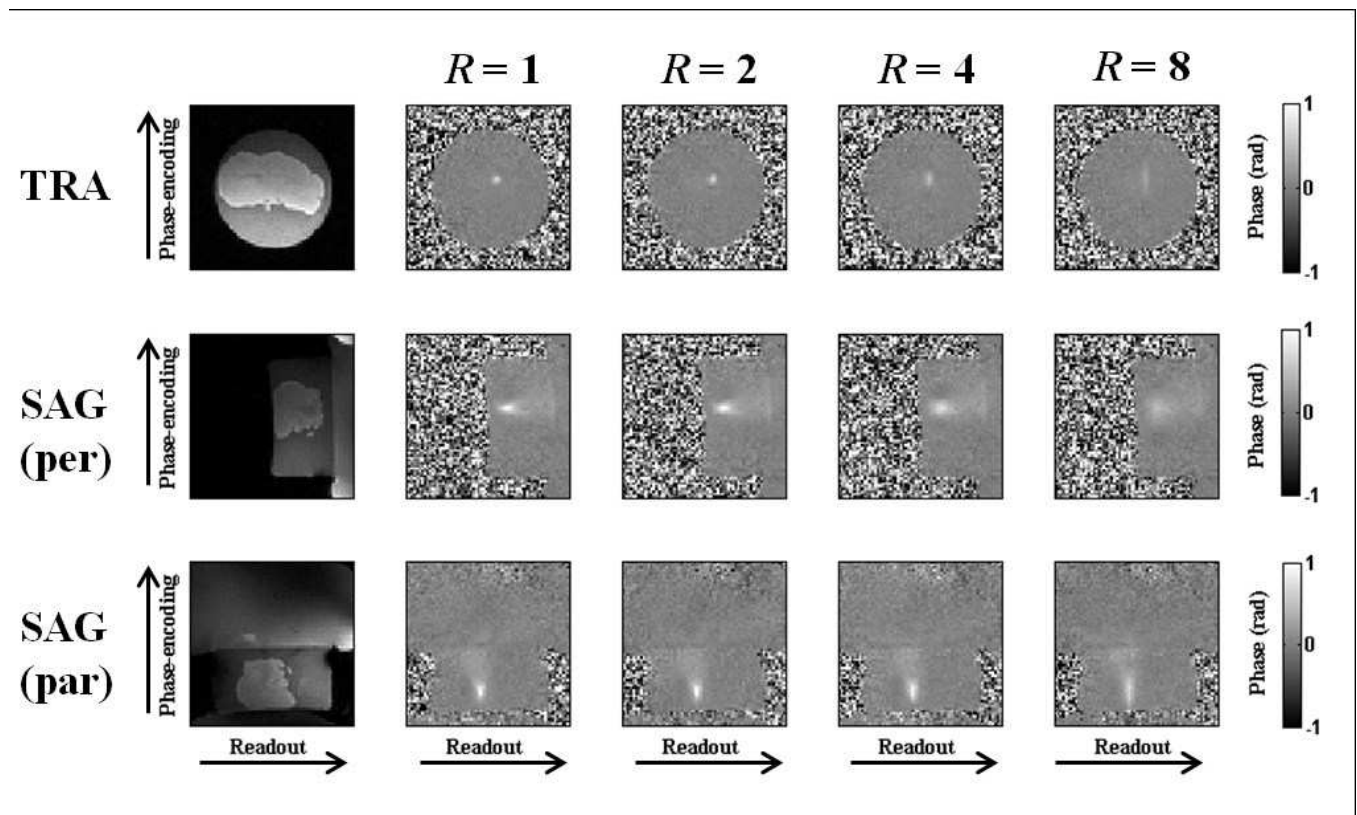 R = 1 R = 2 R = 4 R = 8
TRA
Phase-encoding
Phase (rad)
1
0
-1
SAG
(per)
Phase-encoding
Phase (rad)
1
0
-1
SAG
(par)
Phase-encoding
Phase (rad)
1
0
-1
Readout Readout Readout Readout Readout